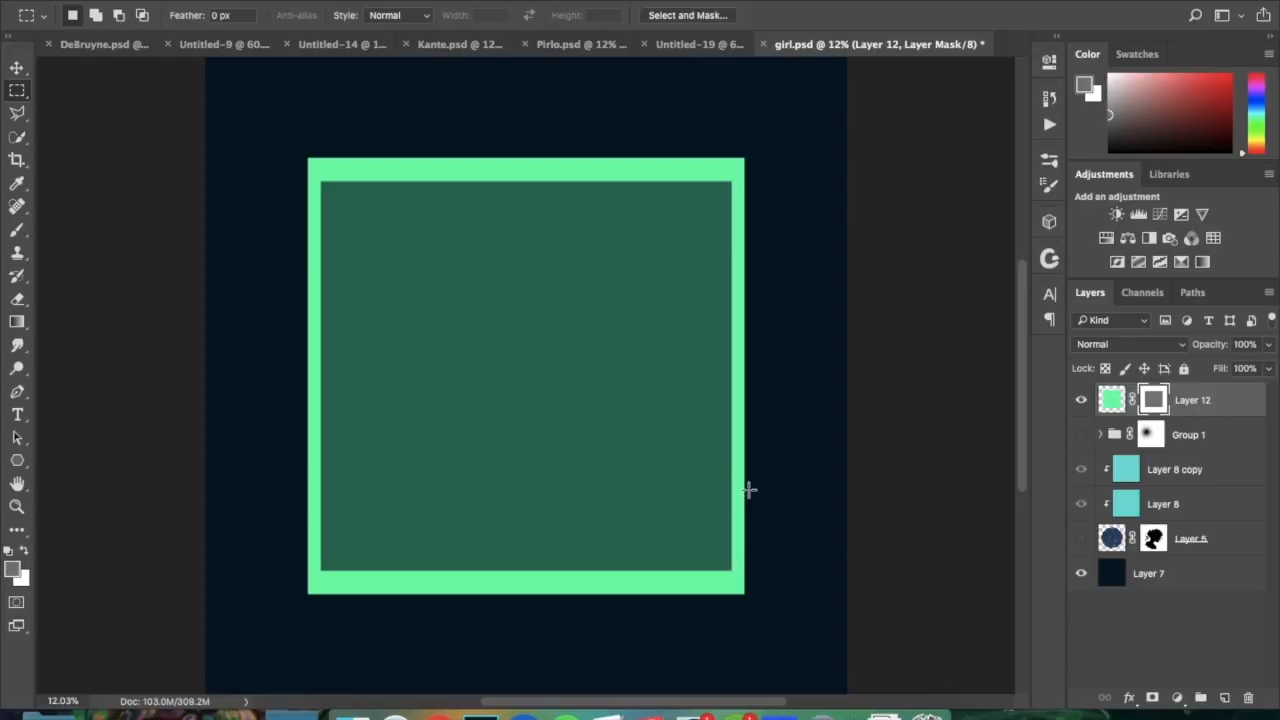 Feather: 0 px Anti-alias Style: Normal Width: Height: Select and Mask...
DeBruyne.psd @... Untitled-9 @ 60.... Untitled-14 @ 1... Kante.psd @ 12... Pirlo.psd @ 12% ... Untitled-19 @ 6... girl.psd @ 12% (Layer 12, Layer Mask/8) *
Color Swatches
Adjustments Libraries
Add an adjustment
Layers Channels Paths
Kind
Normal Opacity: 100%
Lock: Fill: 100%
Layer 12
Group 1
Layer 8 copy
Layer 8
Layer 5
Layer 7
12.03% Doc: 103.0M/309.2M